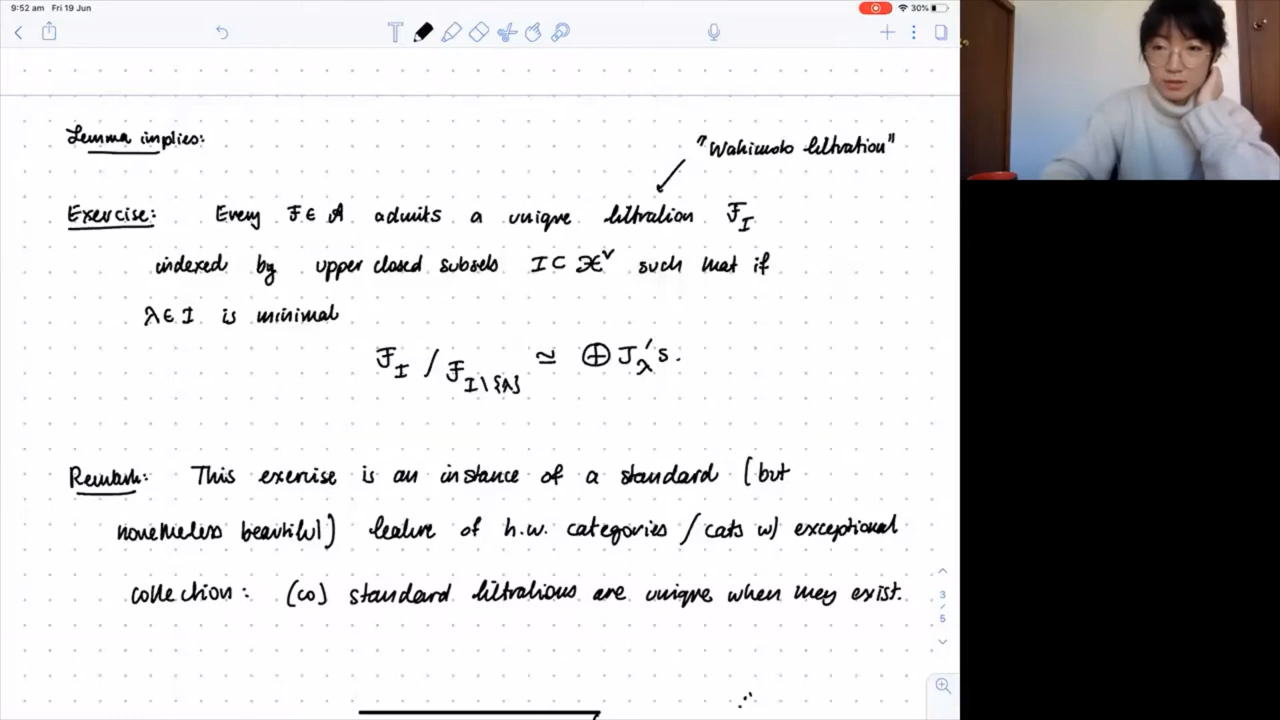 9:52 am Fri 19 Jun
30%
Lemma implies:
"Wakimoto filtration"
Exercise: Every F ∈ A admits a unique filtration F_I
indexed by upper closed subsets I ⊂ X^∨ such that if
λ ∈ I is minimal
F_I / F_{I\{λ}} ≃ ⊕ J_λ's.
Remark: This exercise is an instance of a standard (but
nonetheless beautiful) feature of h.w. categories / cats w/ exceptional
collection: (co) standard filtrations are unique when they exist.
3
/
5